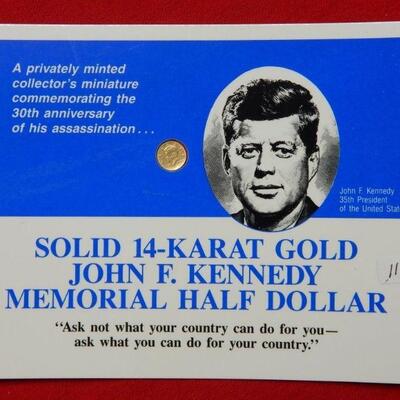 A privately minted
collector's miniature
commemorating the
30th anniversary
of his assassination . . .
John F. Kennedy
35th President
of the United State
SOLID 14-KARAT GOLD
JOHN F. KENNEDY
MEMORIAL HALF DOLLAR
"Ask not what your country can do for you—
ask what you can do for your country."